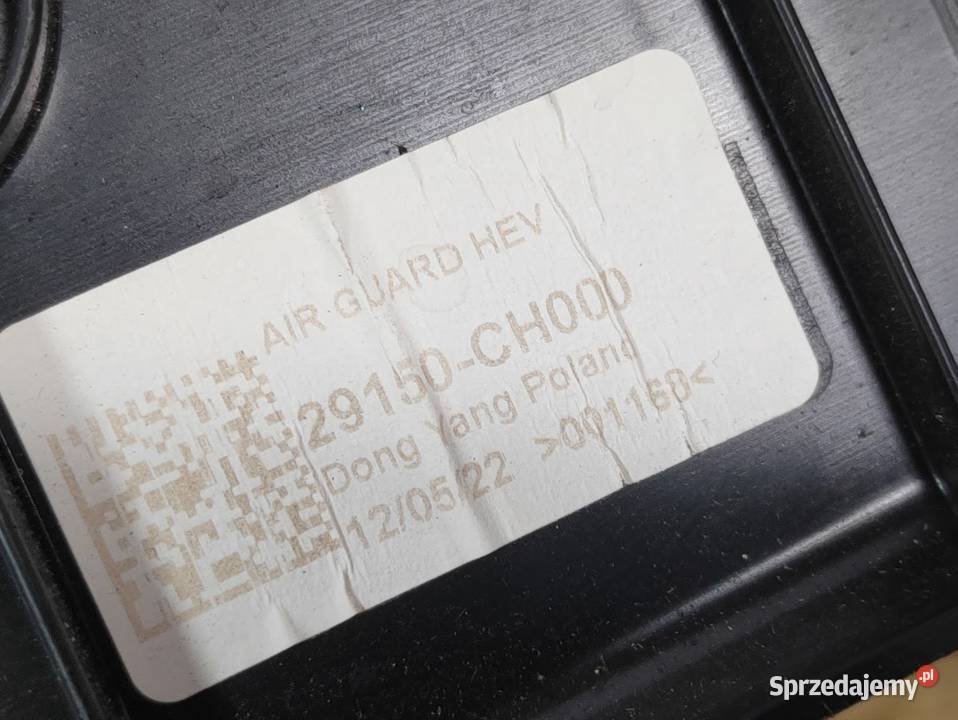 AIR GUARD HEV
29150-CH000
Dong Yang Poland
12/05/22 >001168<
Sprzedajemy.pl